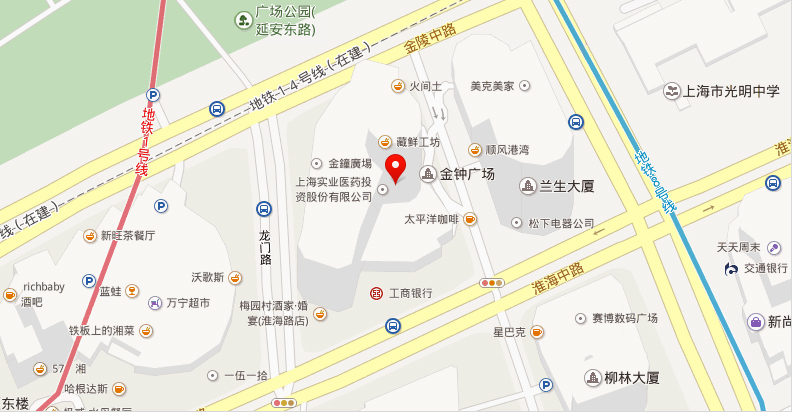 广场公园(
延安东路)
金陵中路
地铁14号线(-在建)
地铁1号线
P
火间土
美克美家
上海市光明中学
藏鲜工坊
顺风港湾
金鐘廣場
金钟广场
上海实业医药投
资股份有限公司
兰生大厦
地铁8号线
淮海
线(-在建)
P
新旺茶餐厅
龙门路
太平洋咖啡
松下电器公司
天天周末
交通银行
沃歌斯
P
richbaby
酒吧
蓝蛙
万宁超市
工商银行
淮海中路
梅园村酒家·婚
宴(淮海路店)
铁板上的湘菜
星巴克
赛博数码广场
新尚
57
湘
一伍一拾
哈根达斯
P
柳林大厦
东楼